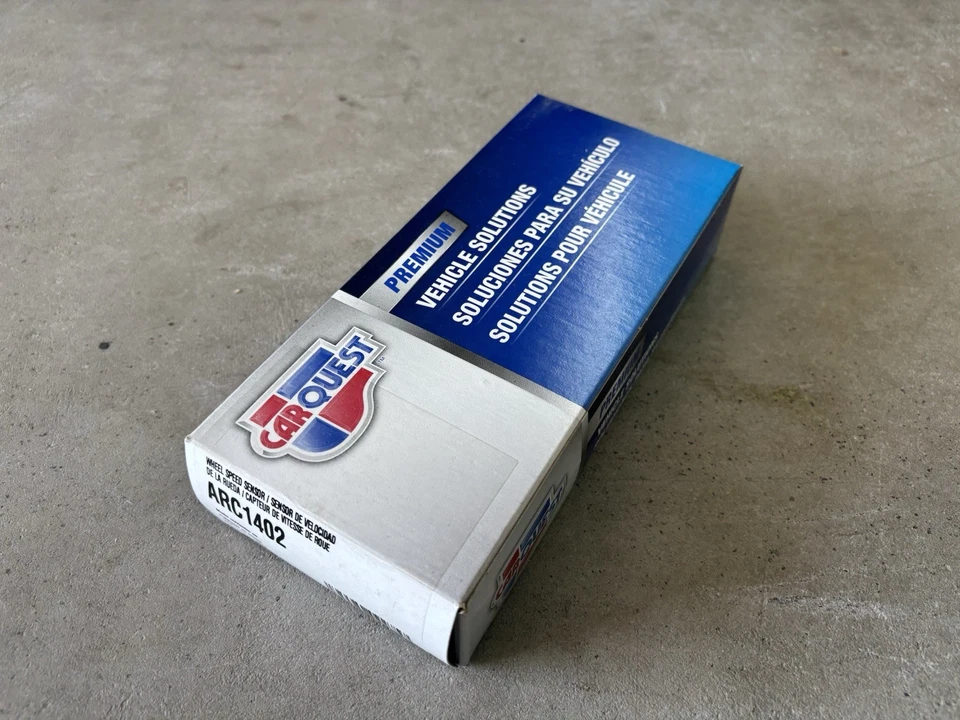 PREMIUM
VEHICLE SOLUTIONS
SOLUCIONES PARA SU VEHÍCULO
SOLUTIONS POUR VÉHICULE
CARQUEST
WHEEL SPEED SENSOR / SENSOR DE VELOCIDAD
DE LA RUEDA / CAPTEUR DE VITESSE DE ROUE
ARC1402